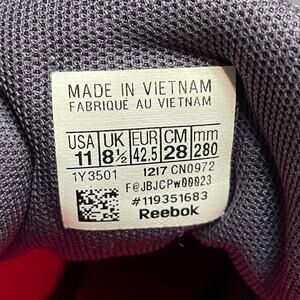 MADE IN VIETNAM
FABRIQUÉ AU VIETNAM
USA UK EUR CM mm
11 8½ 42.5 28 280
1Y3501 1217 CN0972
F@JBJCPw00023
#119351683
Reebok